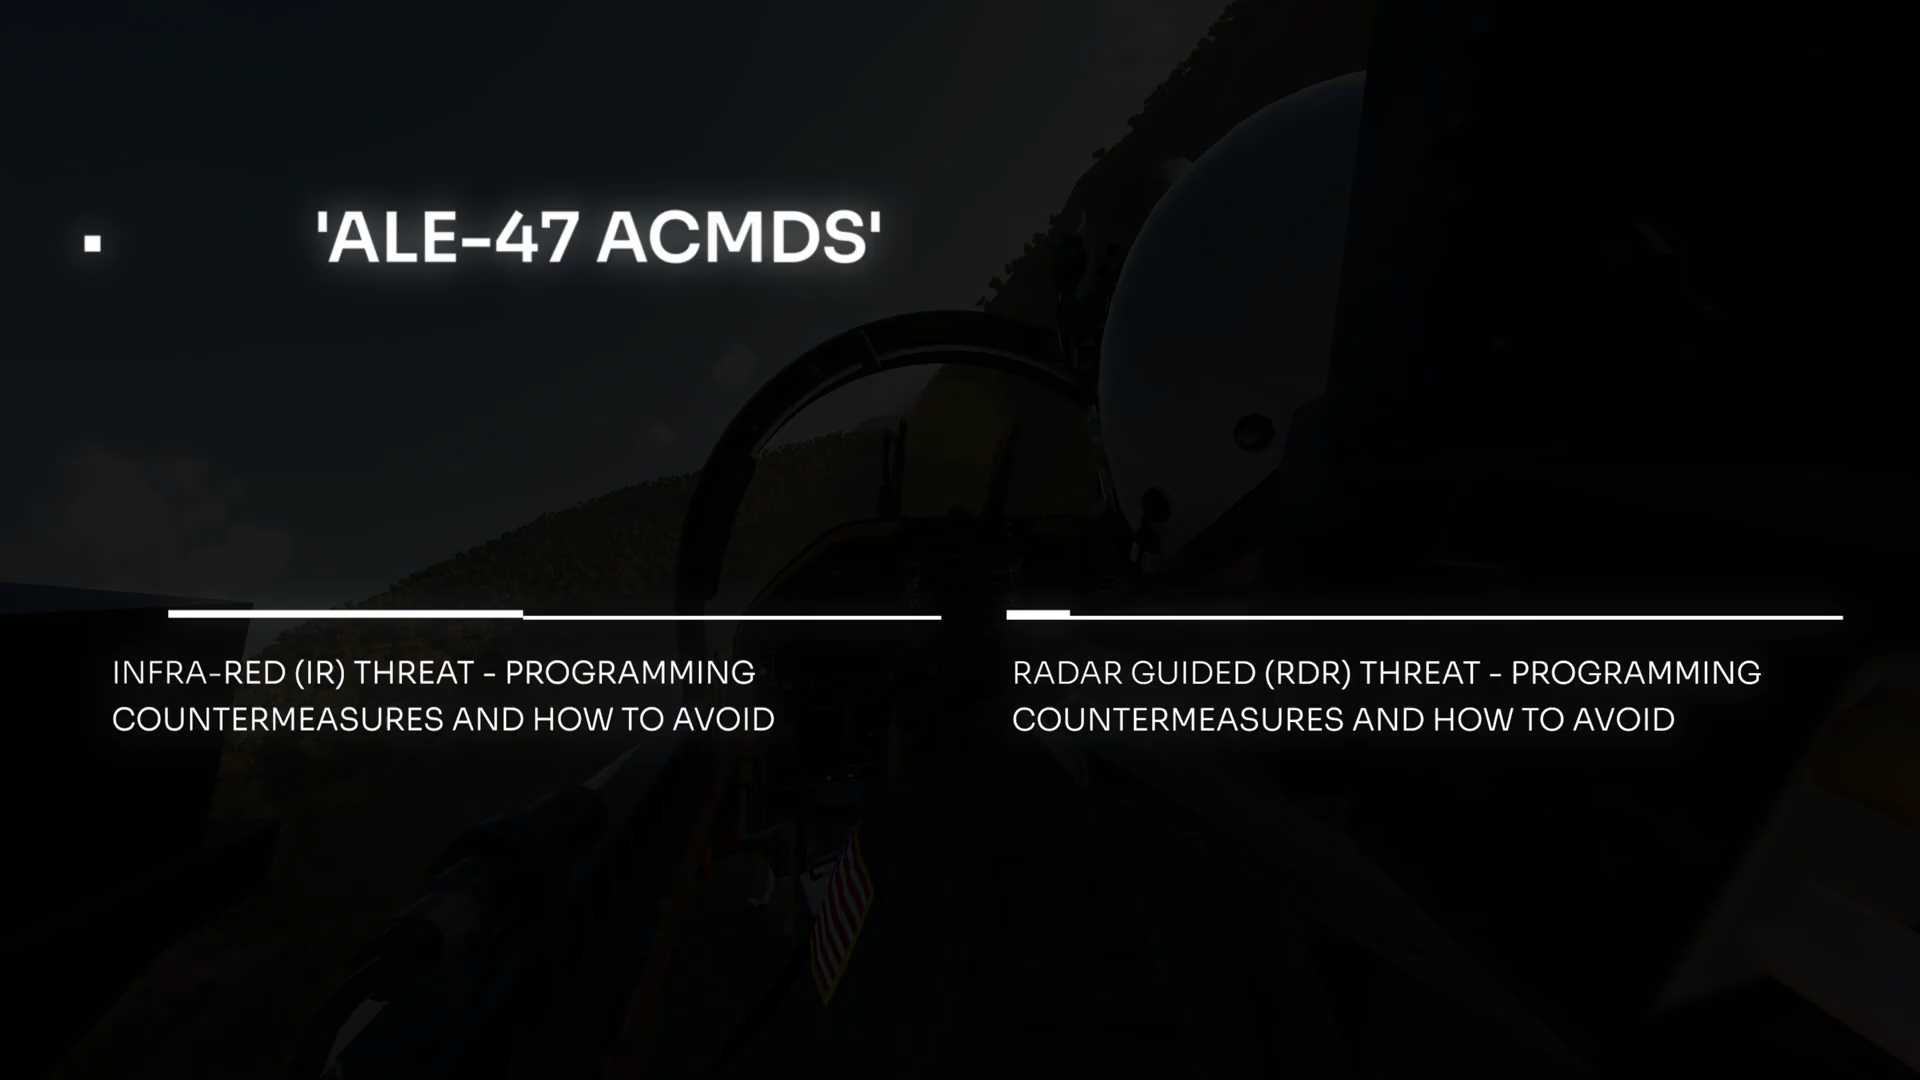 'ALE-47 ACMDS'
INFRA-RED (IR) THREAT - PROGRAMMING
COUNTERMEASURES AND HOW TO AVOID
RADAR GUIDED (RDR) THREAT - PROGRAMMING
COUNTERMEASURES AND HOW TO AVOID